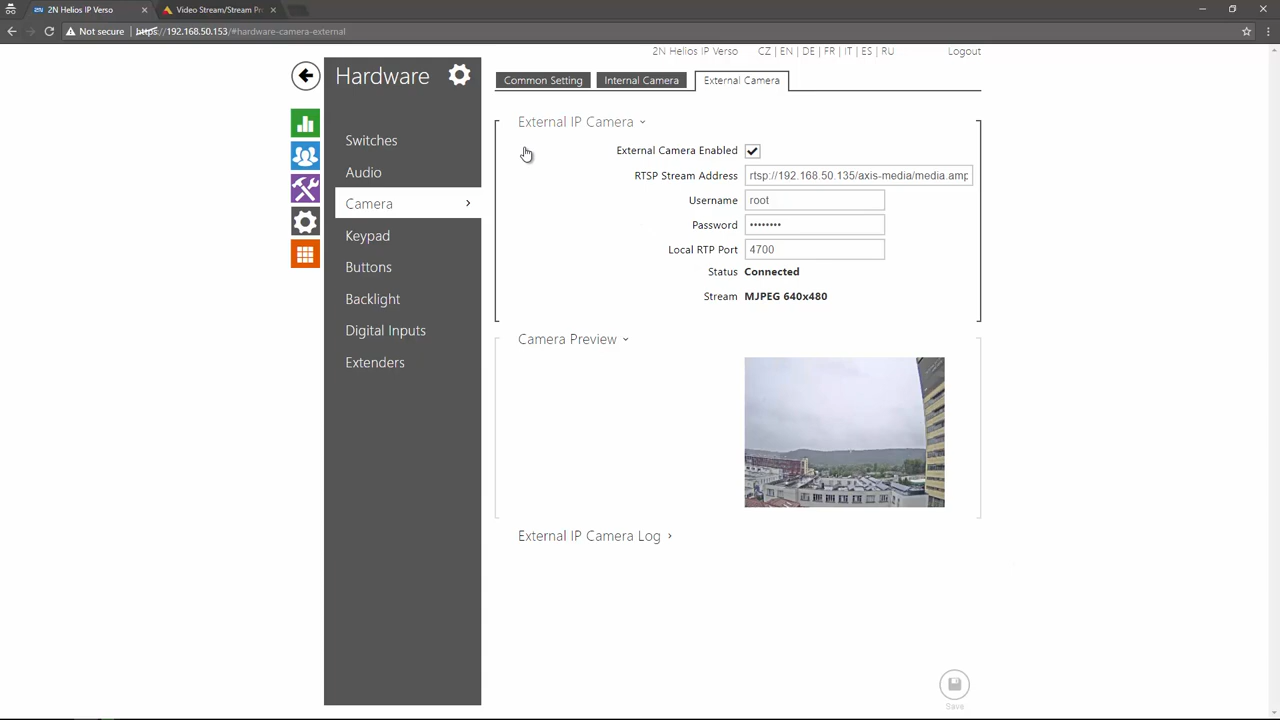 2N Helios IP Verso
Video Stream/Stream Pro
Not secure
https://192.168.50.153/#hardware-camera-external
2N Helios IP Verso
CZ | EN | DE | FR | IT | ES | RU
Logout
Hardware
Common Setting
Internal Camera
External Camera
Switches
Audio
Camera
Keypad
Buttons
Backlight
Digital Inputs
Extenders
External IP Camera
External Camera Enabled
RTSP Stream Address rtsp://192.168.50.135/axis-media/media.amp
Username root
Password ••••••••
Local RTP Port 4700
Status Connected
Stream MJPEG 640x480
Camera Preview
External IP Camera Log
Save